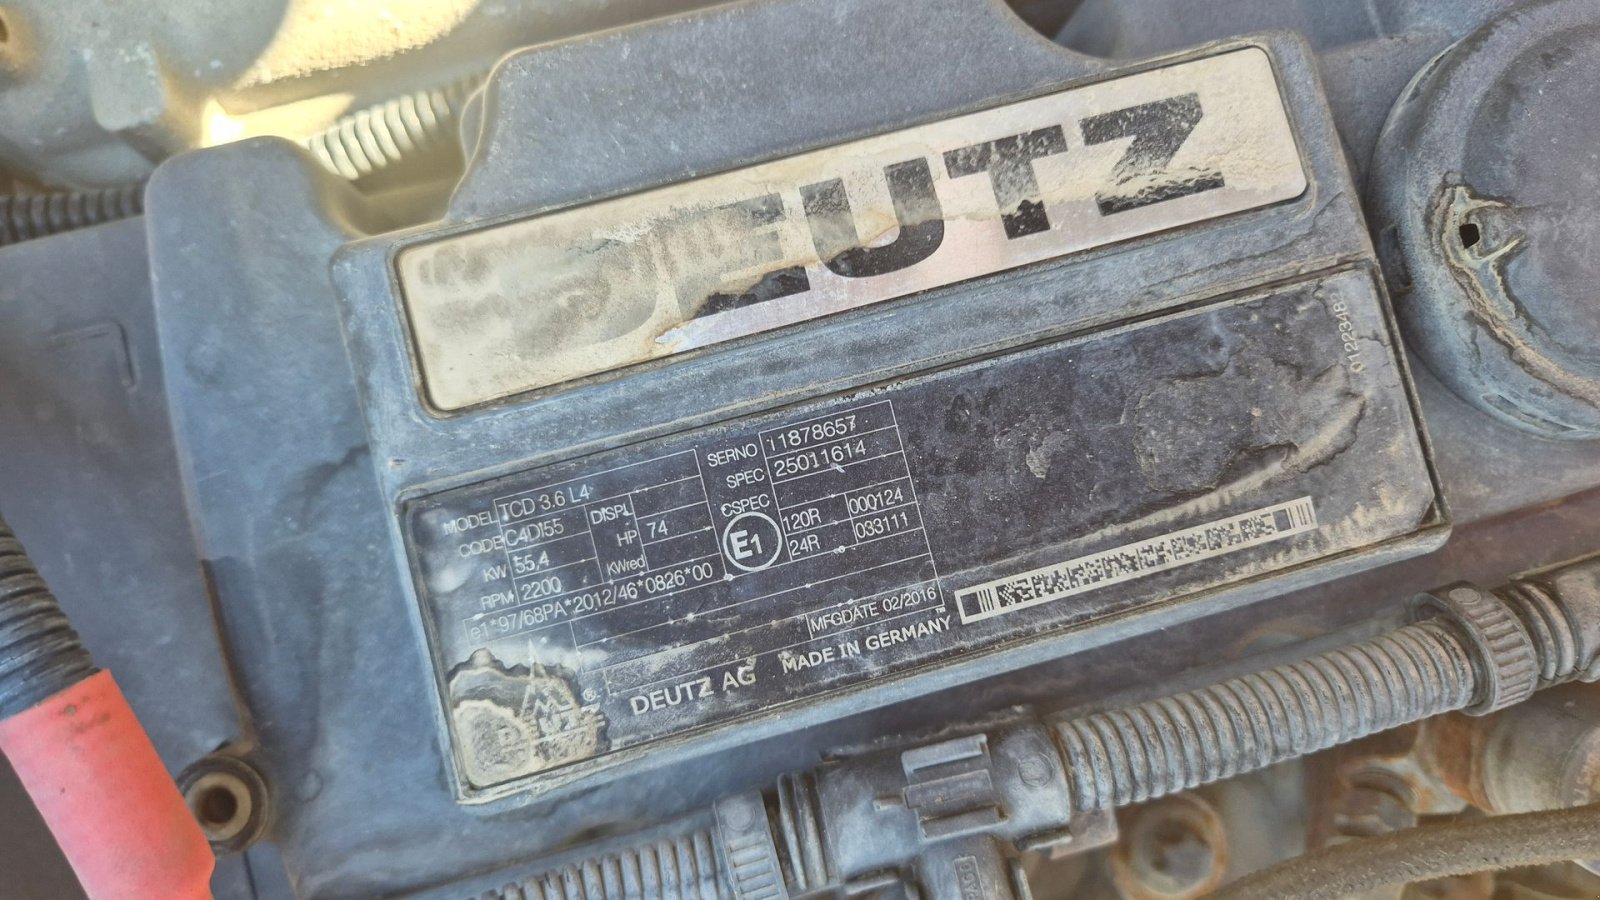 DEUTZ
01223487
MODEL TCD 3.6 L4
CODE C4DI55 DISPL
KW 55,4 HP 74
RPM 2200 KWred
e1*97/68PA*2012/46*0826*00
SERNO 11878657
SPEC 25011614
CSPEC
E1 120R 000124
24R 033111
MFGDATE 02/2016
DEUTZ ® DEUTZ AG MADE IN GERMANY